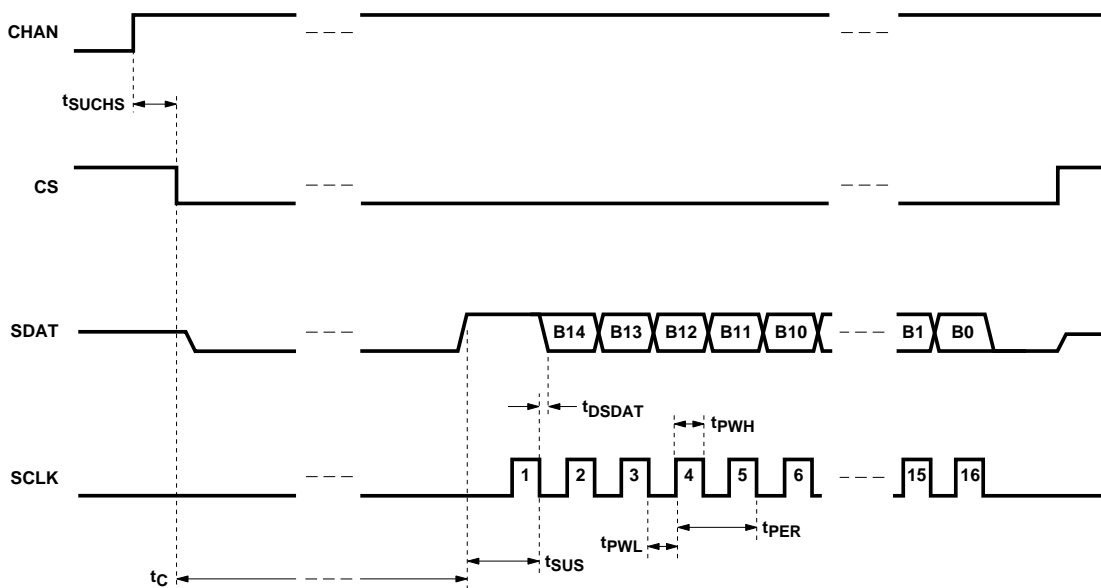 CHAN
tSUCHS
CS
SDAT
B14 B13 B12 B11 B10 B1 B0
tDSDAT
tPWH
SCLK
1 2 3 4 5 6 15 16
tPER
tPWL
tSUS
tC